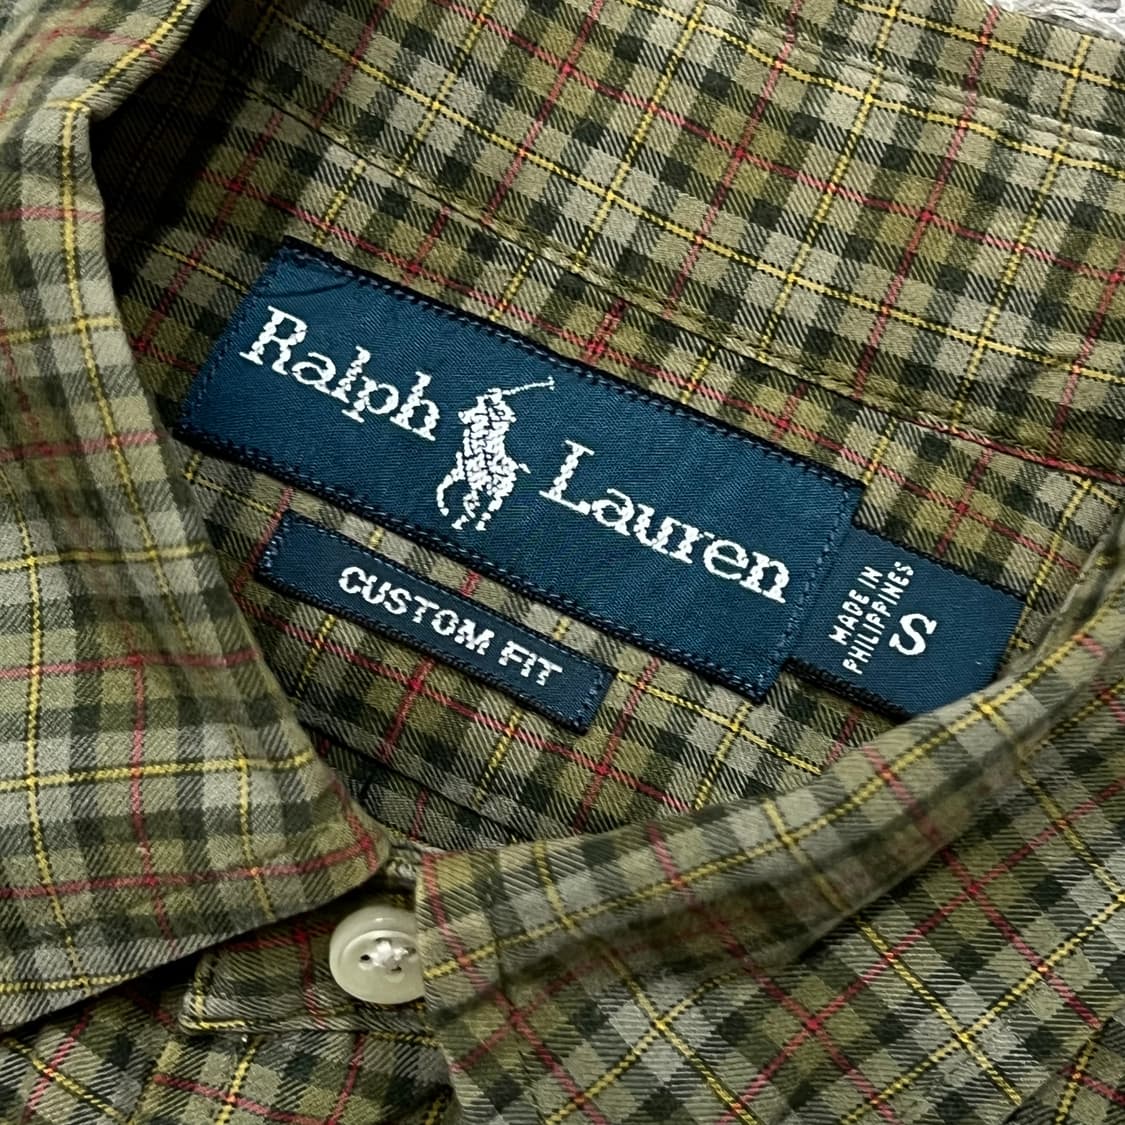 Ralph Lauren
CUSTOM FIT
MADE IN
PHILIPPINES
S